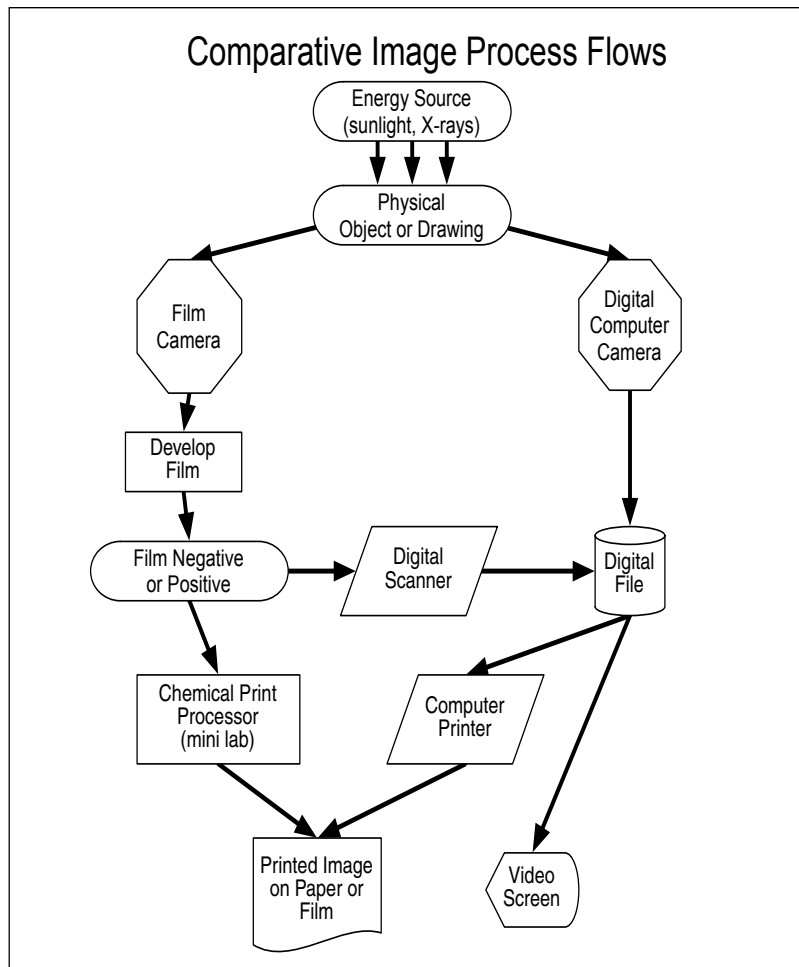 Comparative Image Process Flows
Energy Source
(sunlight, X-rays)
Physical
Object or Drawing
Film
Camera
Digital
Computer
Camera
Develop
Film
Film Negative
or Positive
Digital
Scanner
Digital
File
Chemical Print
Processor
(mini lab)
Computer
Printer
Printed Image
on Paper or
Film
Video
Screen